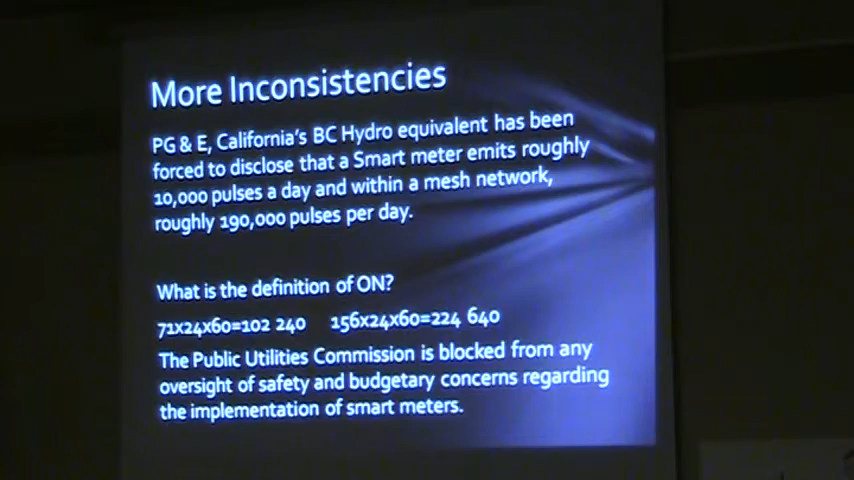 More Inconsistencies
PG & E, California's BC Hydro equivalent has been
forced to disclose that a Smart meter emits roughly
10,000 pulses a day and within a mesh network,
roughly 190,000 pulses per day.
What is the definition of ON?
71x24x60=102 240 156x24x60=224 640
The Public Utilities Commission is blocked from any
oversight of safety and budgetary concerns regarding
the implementation of smart meters.